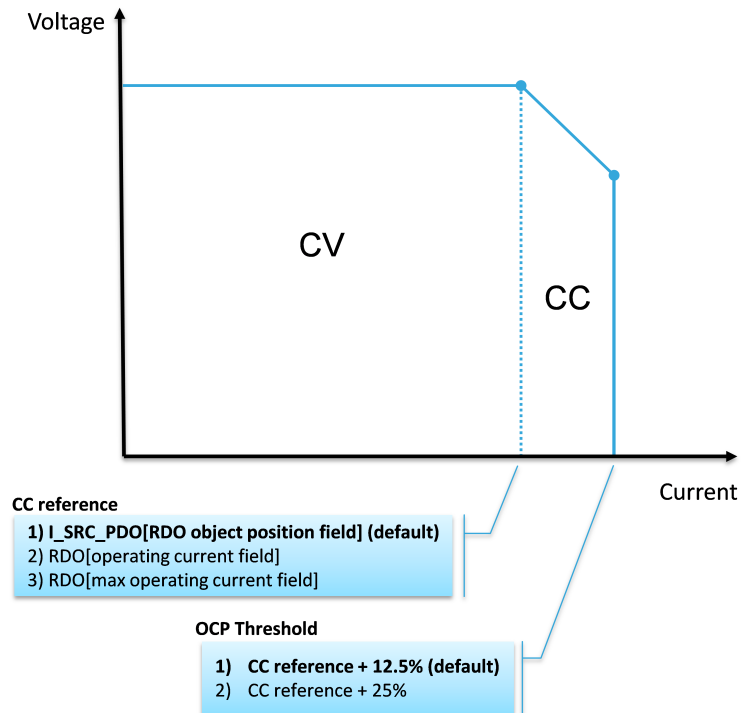 Voltage
CV
CC
Current
CC reference
1) I_SRC_PDO[RDO object position field] (default)
2) RDO[operating current field]
3) RDO[max operating current field]
OCP Threshold
1) CC reference + 12.5% (default)
2) CC reference + 25%